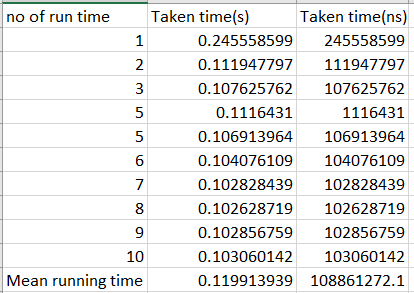 no of run time Taken time(s) Taken time(ns)
1 0.245558599 245558599
2 0.111947797 111947797
3 0.107625762 107625762
5 0.1116431 1116431
5 0.106913964 106913964
6 0.104076109 104076109
7 0.102828439 102828439
8 0.102628719 102628719
9 0.102856759 102856759
10 0.103060142 103060142
Mean running time 0.119913939 108861272.1